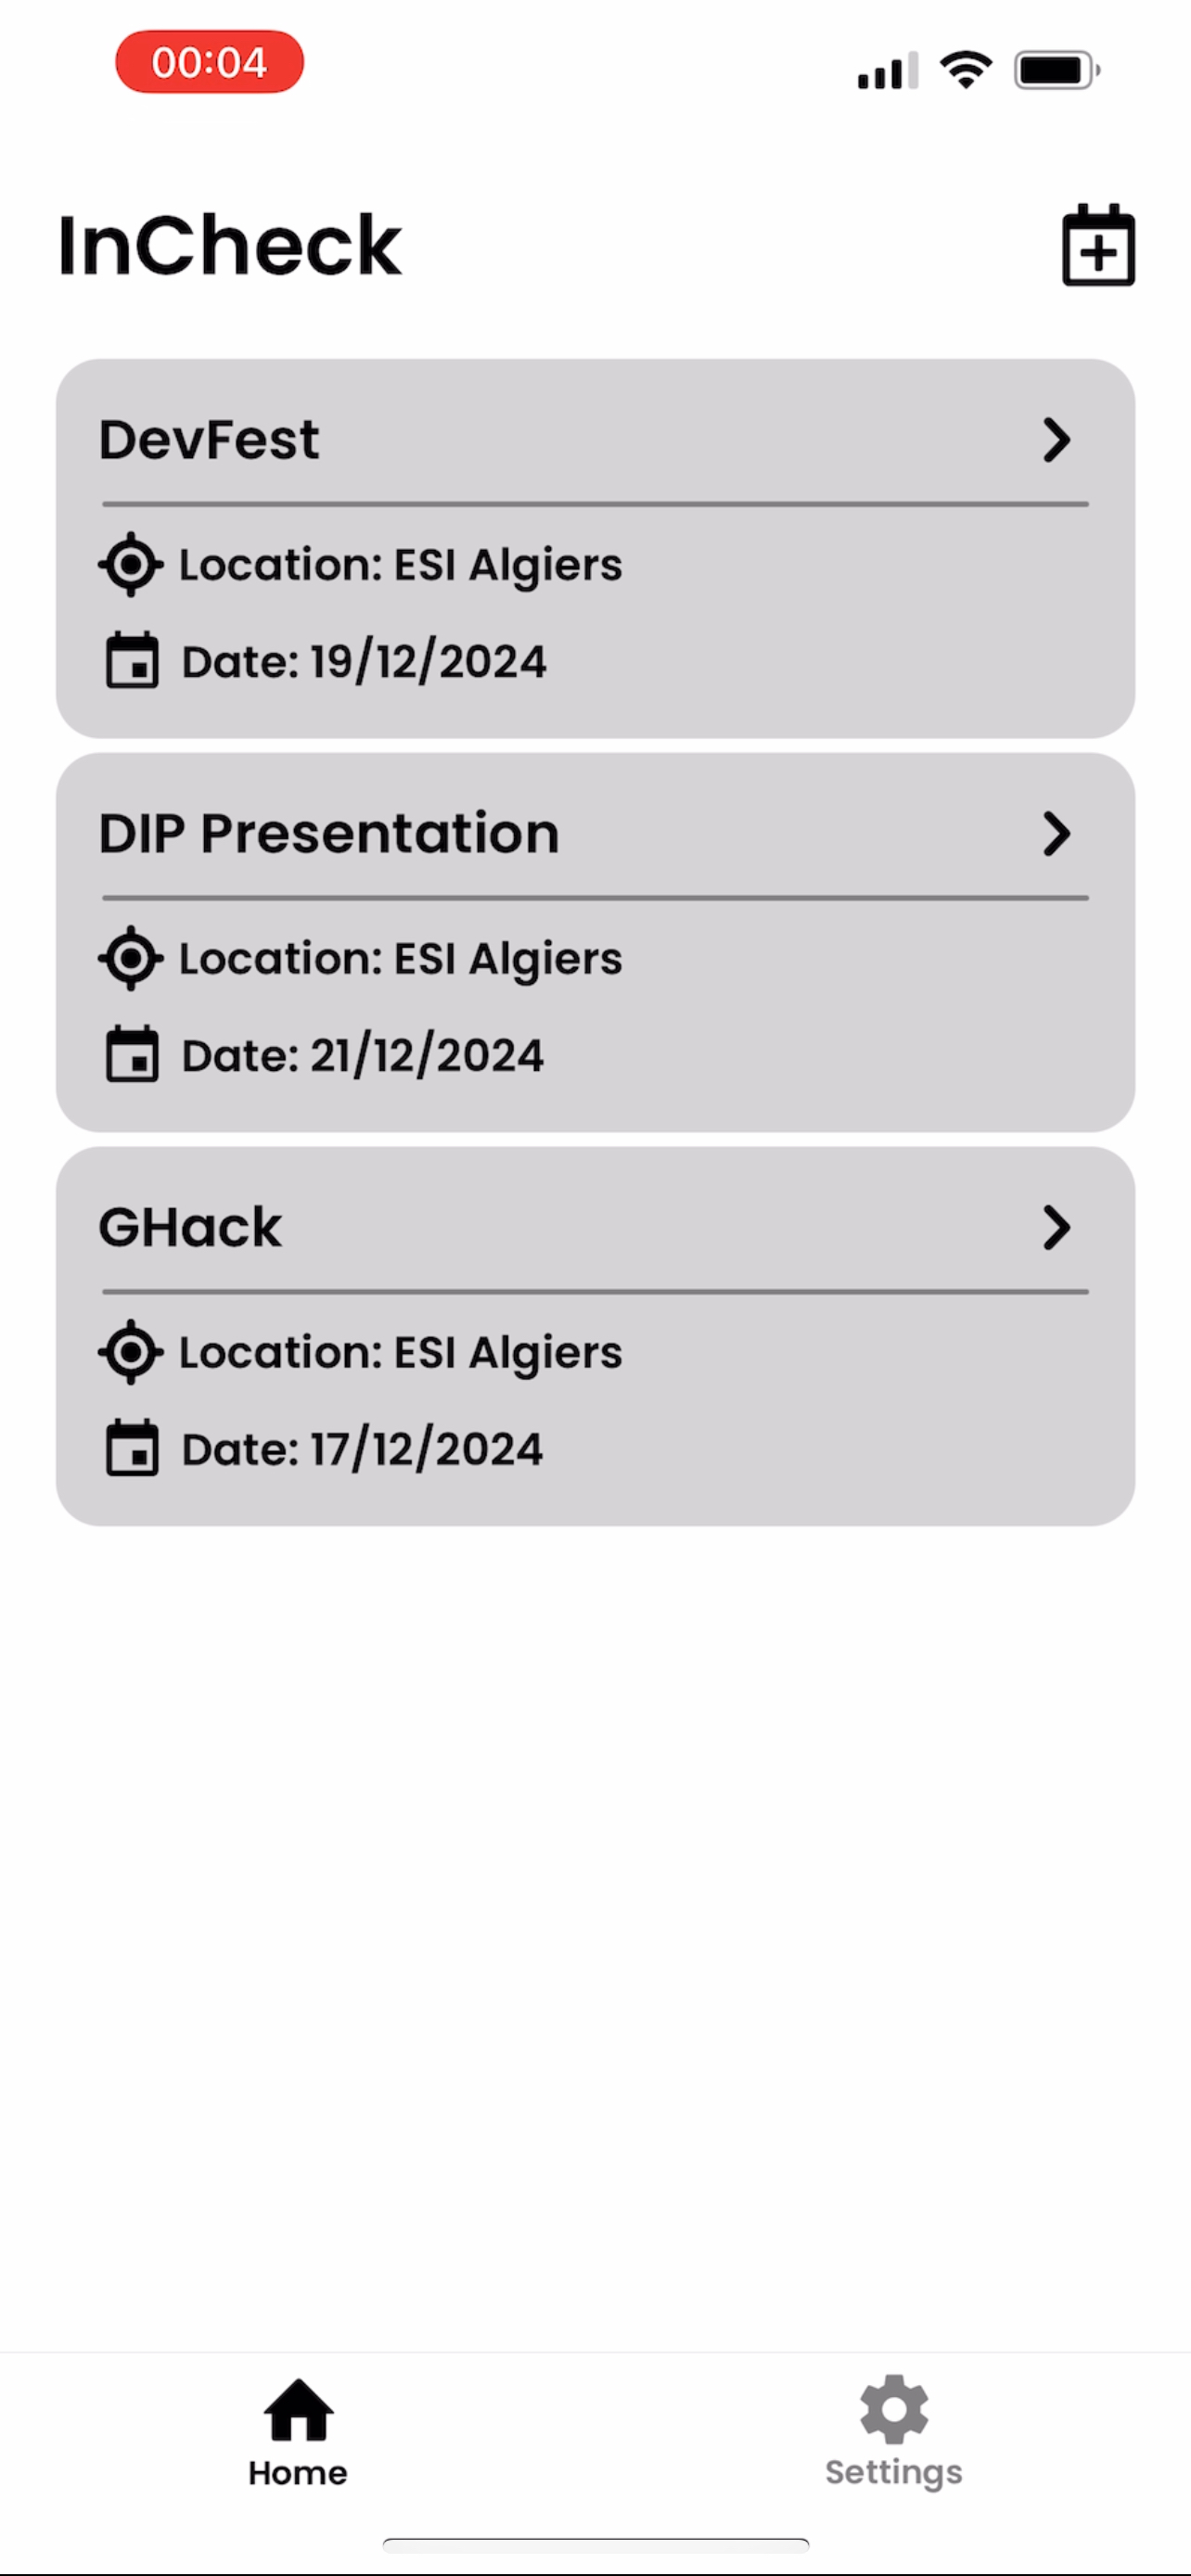 00:04
InCheck
DevFest
Location: ESI Algiers
Date: 19/12/2024
DIP Presentation
Location: ESI Algiers
Date: 21/12/2024
GHack
Location: ESI Algiers
Date: 17/12/2024
Home
Settings